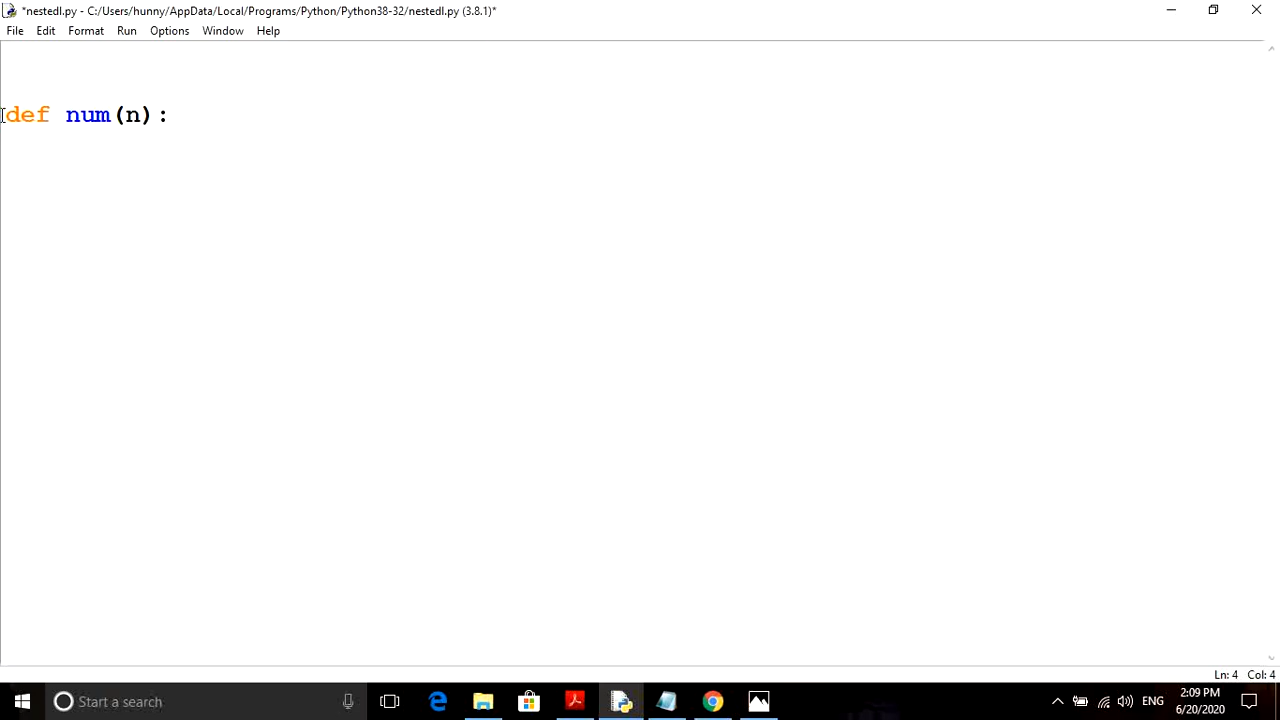 *nestedl.py - C:/Users/hunny/AppData/Local/Programs/Python/Python38-32/nestedl.py (3.8.1)*
File Edit Format Run Options Window Help
def num(n):
Ln: 4 Col: 4
Start a search
ENG
2:09 PM
6/20/2020